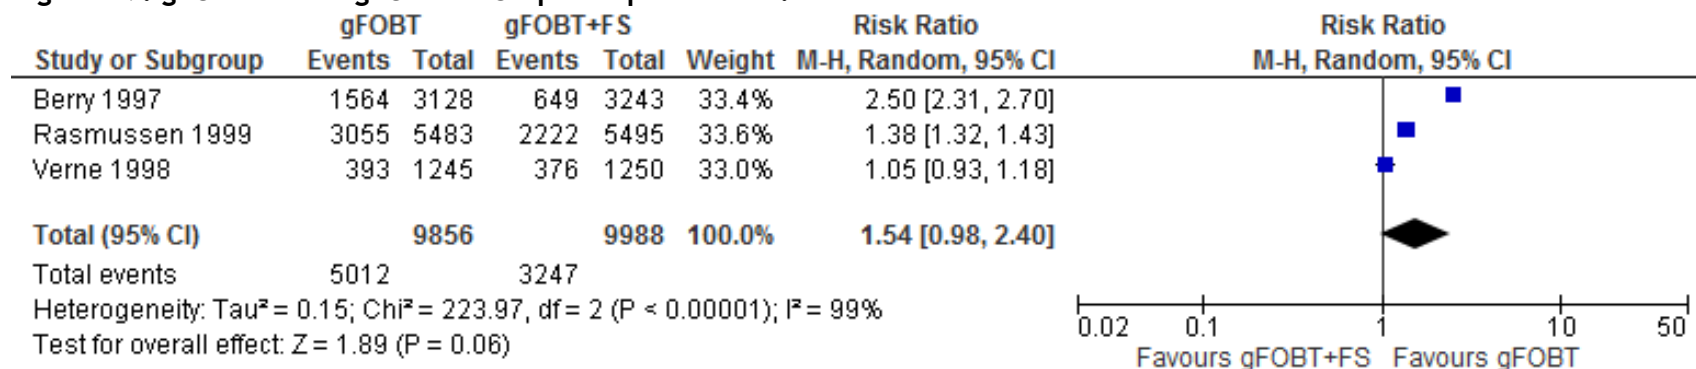 gFOBT gFOBT+FS Risk Ratio Risk Ratio
Study or Subgroup Events Total Events Total Weight M-H, Random, 95% CI M-H, Random, 95% CI
Berry 1997 1564 3128 649 3243 33.4% 2.50 [2.31, 2.70]
Rasmussen 1999 3055 5483 2222 5495 33.6% 1.38 [1.32, 1.43]
Verne 1998 393 1245 376 1250 33.0% 1.05 [0.93, 1.18]
Total (95% CI) 9856 9988 100.0% 1.54 [0.98, 2.40]
Total events 5012 3247
Heterogeneity: Tau² = 0.15; Chi² = 223.97, df = 2 (P < 0.00001); I² = 99%
Test for overall effect: Z = 1.89 (P = 0.06)
0.02 0.1 1 10 50
Favours gFOBT+FS Favours gFOBT